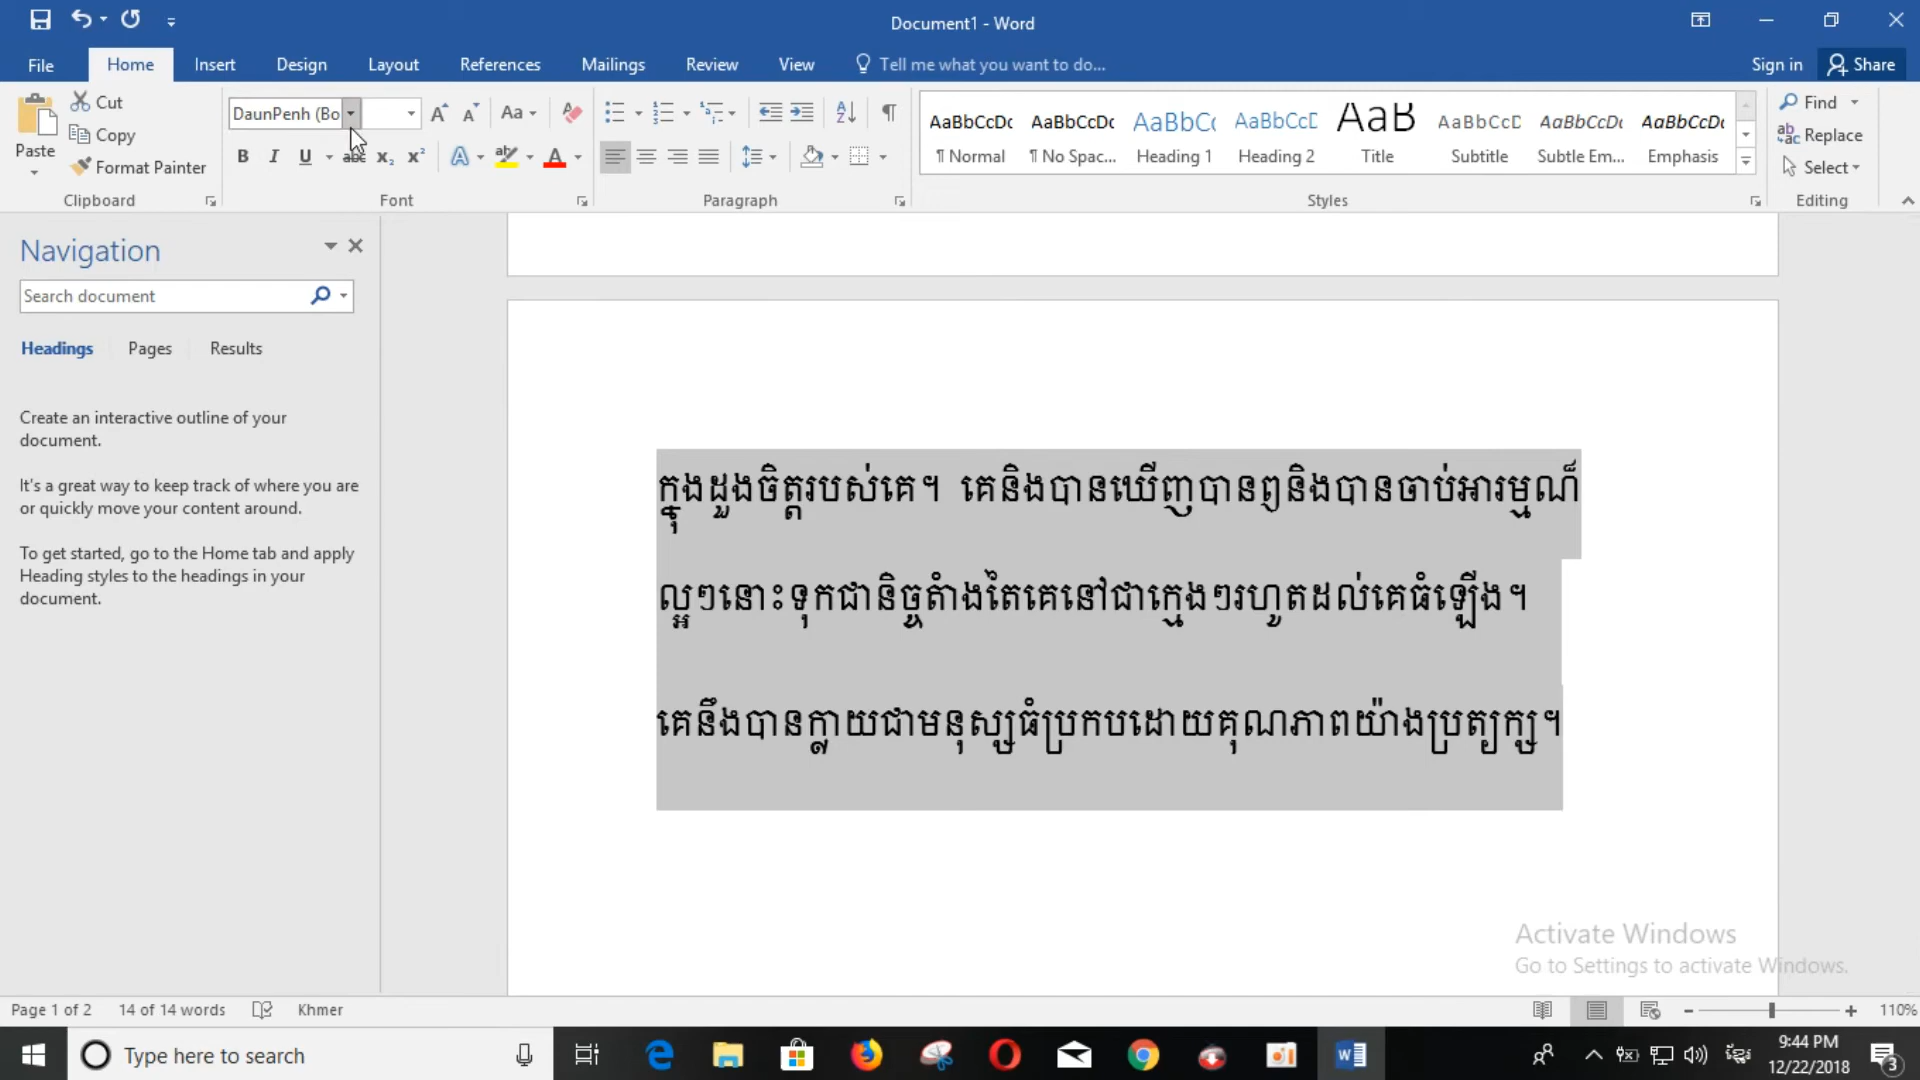 Document1 - Word
File Home Insert Design Layout References Mailings Review View Tell me what you want to do... Sign in Share
Paste Cut Copy Format Painter Clipboard
DaunPenh (Bo Aa Font
Paragraph
AaBbCcDc AaBbCcDc AaBbCc AaBbCcD AaB AaBbCcD AaBbCcDc AaBbCcDc
¶ Normal ¶ No Spac... Heading 1 Heading 2 Title Subtitle Subtle Em... Emphasis
Styles
Find
Replace
Select
Editing
Navigation
Search document
Headings Pages Results
Create an interactive outline of your
document.
It's a great way to keep track of where you are
or quickly move your content around.
To get started, go to the Home tab and apply
Heading styles to the headings in your
document.
ក្នុងដួងចិត្តរបស់គេ។ គេនិងបានឃើញបានឮនិងបានចាប់អារម្មណ៏
ល្អៗនោះទុកជានិច្ចតំាងតៃគេនៅជាក្មេងៗរហូតដល់គេធំឡើង។
គេនឹងបានក្លាយជាមនុស្សធំប្រកបដោយគុណភាពយ៉ាងប្រត្យក្ស។
Activate Windows
Go to Settings to activate Windows.
Page 1 of 2 14 of 14 words Khmer 110%
Type here to search
9:44 PM
12/22/2018
3